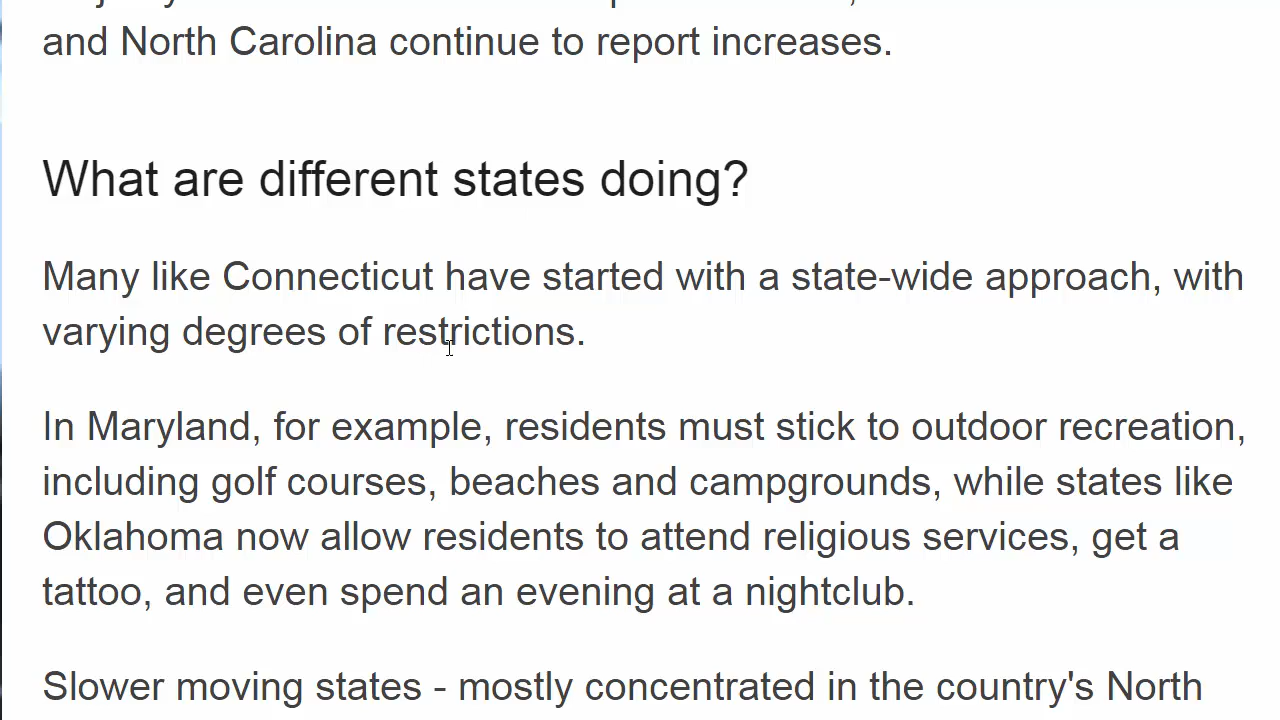 and North Carolina continue to report increases.
What are different states doing?
Many like Connecticut have started with a state-wide approach, with
varying degrees of restrictions.
In Maryland, for example, residents must stick to outdoor recreation,
including golf courses, beaches and campgrounds, while states like
Oklahoma now allow residents to attend religious services, get a
tattoo, and even spend an evening at a nightclub.
Slower moving states - mostly concentrated in the country's North